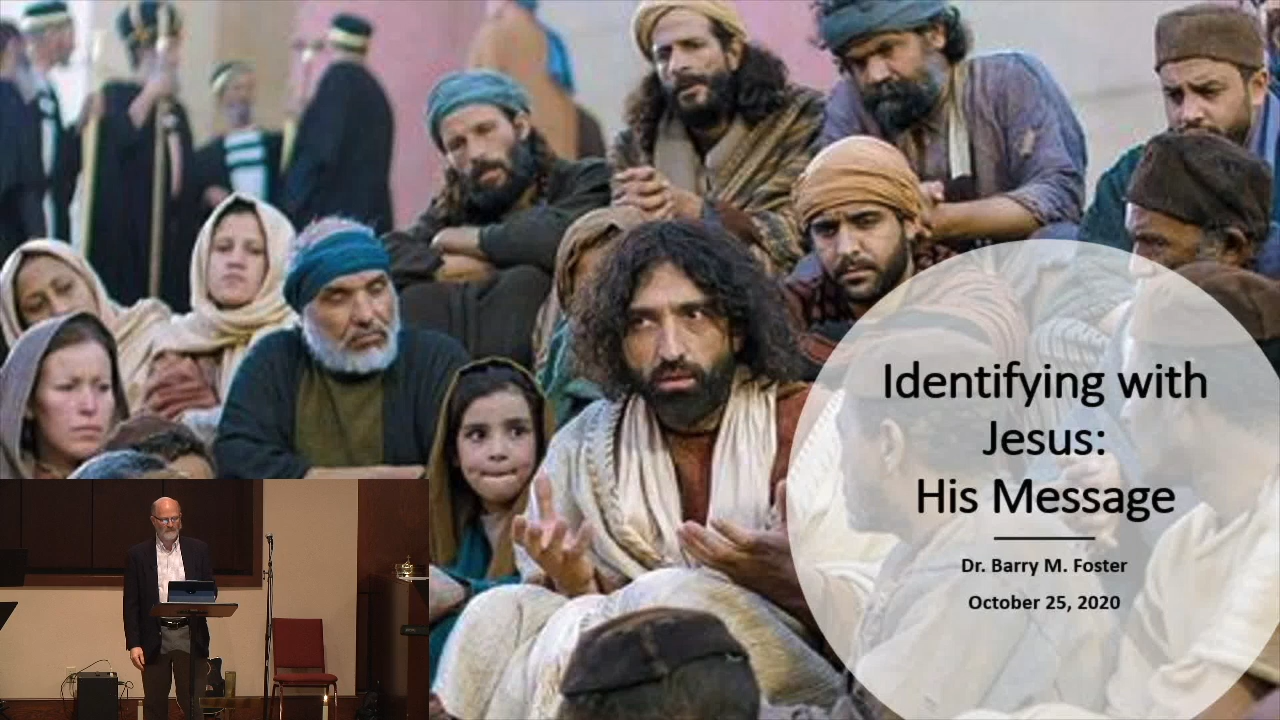 Identifying with
Jesus:
His Message
Dr. Barry M. Foster
October 25, 2020